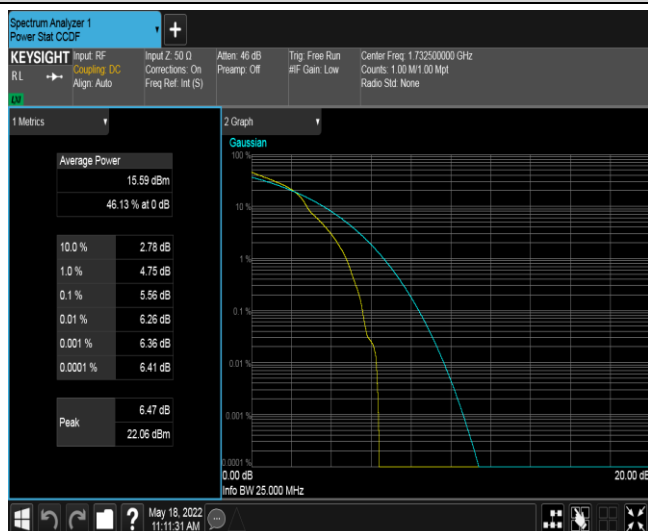 Spectrum Analyzer 1
Power Stat CCDF
+
KEYSIGHT
RL
LV
Input: RF
Coupling: DC
Align: Auto
Input Z: 50 Ω
Corrections: On
Freq Ref: Int (S)
Atten: 46 dB
Preamp: Off
Trig: Free Run
#IF Gain: Low
Center Freq: 1.732500000 GHz
Counts: 1.00 M/1.00 Mpt
Radio Std: None
1 Metrics
Average Power
15.59 dBm
46.13 % at 0 dB
10.0 % 2.78 dB
1.0 % 4.75 dB
0.1 % 5.56 dB
0.01 % 6.26 dB
0.001 % 6.36 dB
0.0001 % 6.41 dB
Peak
6.47 dB
22.06 dBm
2 Graph
Gaussian
100 %
10 %
1 %
0.1 %
0.01 %
0.001 %
0.0001 %
0.00 dB 20.00 dB
Info BW 25.000 MHz
?
May 18, 2022
11:11:31 AM